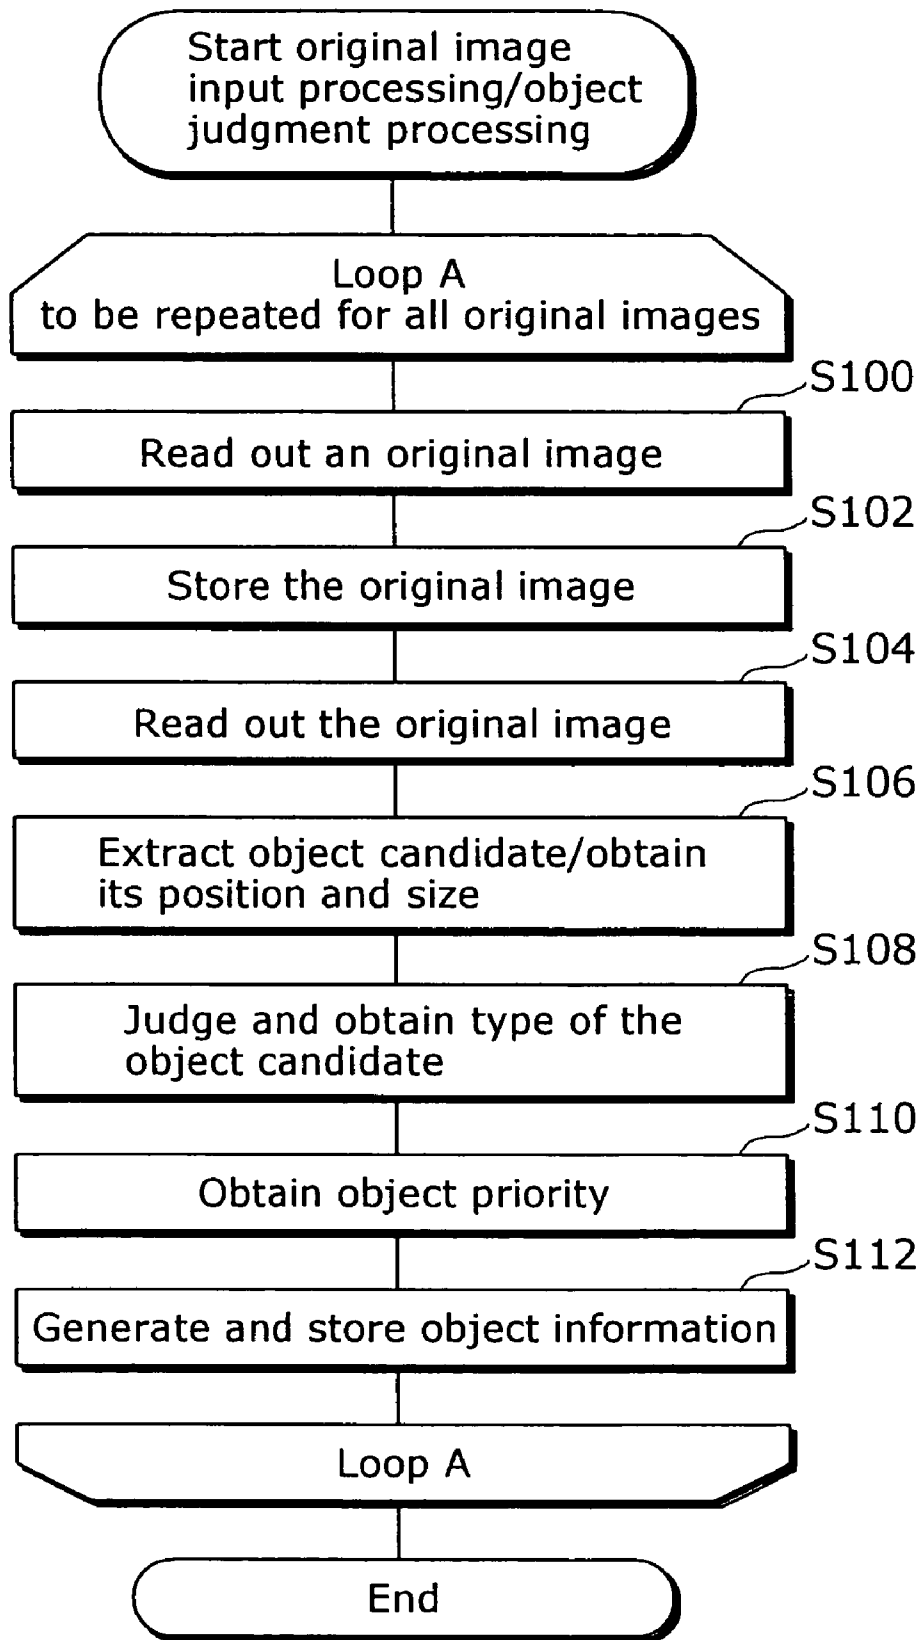 Start original image
input processing/object
judgment processing
Loop A
to be repeated for all original images
S100
Read out an original image
S102
Store the original image
S104
Read out the original image
S106
Extract object candidate/obtain
its position and size
S108
Judge and obtain type of the
object candidate
S110
Obtain object priority
S112
Generate and store object information
Loop A
End